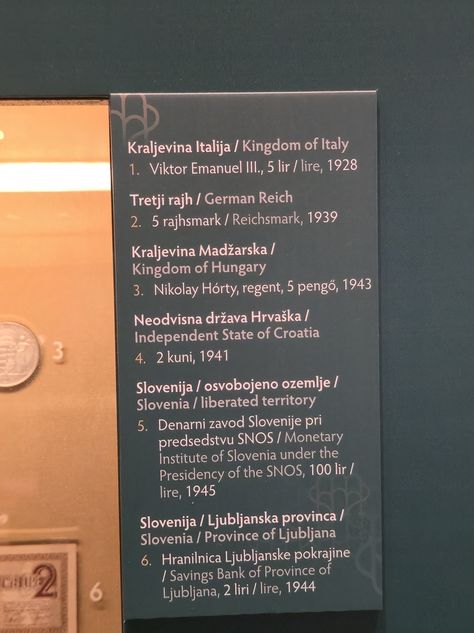 Kraljevina Italija / Kingdom of Italy
1. Viktor Emanuel III., 5 lir / lire, 1928
Tretji rajh / German Reich
2. 5 rajhsmark / Reichsmark, 1939
Kraljevina Madžarska /
Kingdom of Hungary
3. Nikolay Hórty, regent, 5 pengő, 1943
Neodvisna država Hrvaška /
Independent State of Croatia
4. 2 kuni, 1941
Slovenija / osvobojeno ozemlje /
Slovenia / liberated territory
5. Denarni zavod Slovenije pri
predsedstvu SNOS / Monetary
Institute of Slovenia under the
Presidency of the SNOS, 100 lir /
lire, 1945
Slovenija / Ljubljanska provinca /
Slovenia / Province of Ljubljana
6. Hranilnica Ljubljanske pokrajine
/ Savings Bank of Province of
Ljubljana, 2 liri / lire, 1944
3
2
6